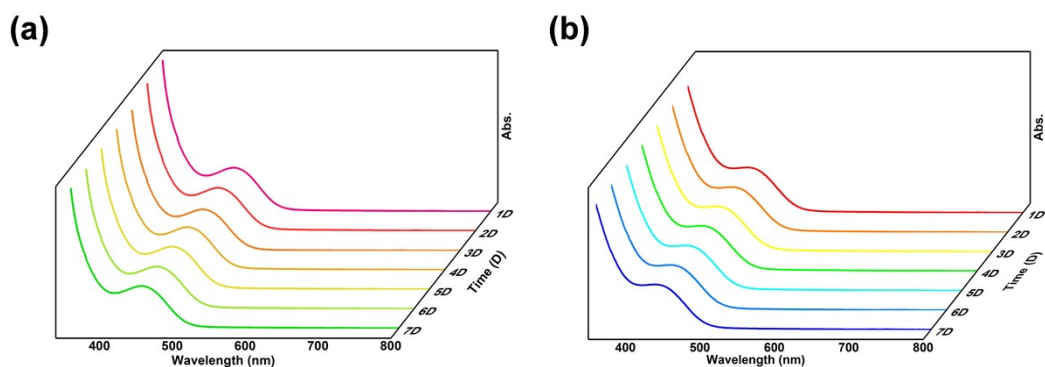 (a)
Abs.
1D
2D
3D
4D
5D
6D
7D
Time (D)
400
500
600
700
800
Wavelength (nm)
(b)
Abs.
1D
2D
3D
4D
5D
6D
7D
Time (D)
400
500
600
700
800
Wavelength (nm)